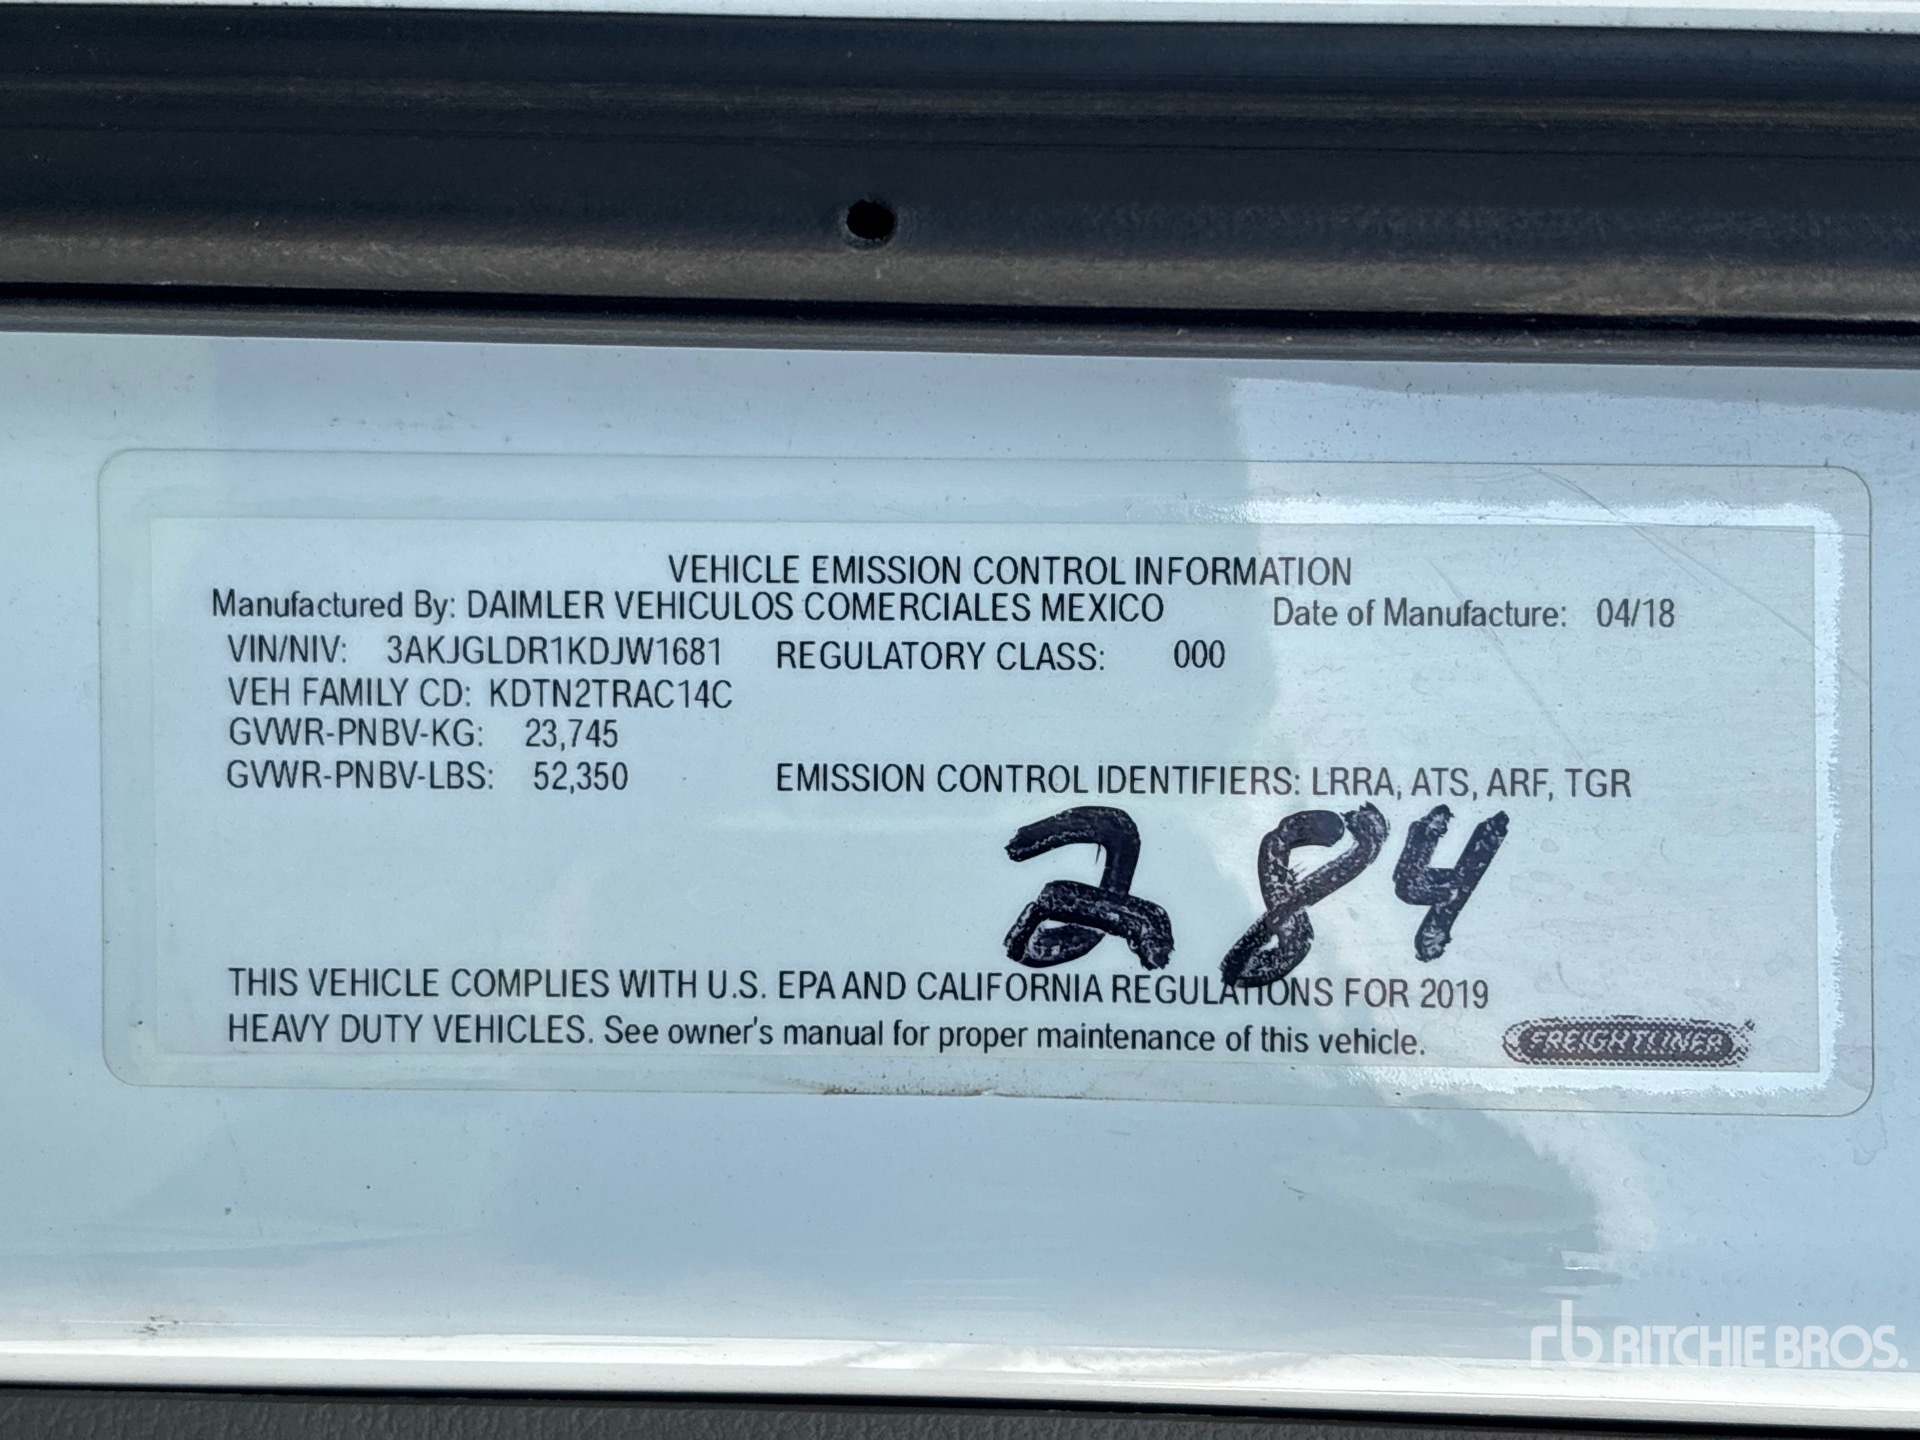 VEHICLE EMISSION CONTROL INFORMATION
Manufactured By: DAIMLER VEHICULOS COMERCIALES MEXICO Date of Manufacture: 04/18
VIN/NIV: 3AKJGLDR1KDJW1681 REGULATORY CLASS: 000
VEH FAMILY CD: KDTN2TRAC14C
GVWR-PNBV-KG: 23,745
GVWR-PNBV-LBS: 52,350 EMISSION CONTROL IDENTIFIERS: LRRA, ATS, ARF, TGR
284
THIS VEHICLE COMPLIES WITH U.S. EPA AND CALIFORNIA REGULATIONS FOR 2019
HEAVY DUTY VEHICLES. See owner's manual for proper maintenance of this vehicle.
FREIGHTLINER
rb RITCHIE BROS.